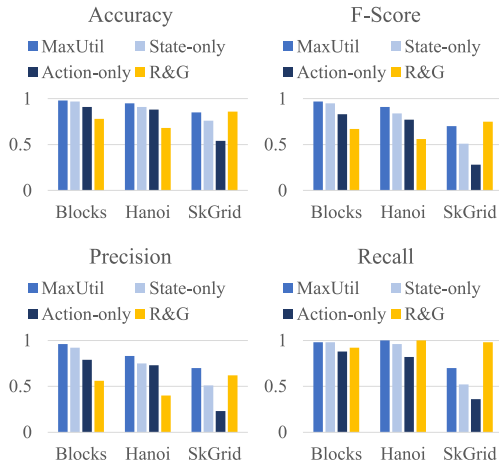 Accuracy
MaxUtil State-only
Action-only R&G
1
0.5
0
Blocks Hanoi SkGrid
F-Score
MaxUtil State-only
Action-only R&G
1
0.5
0
Blocks Hanoi SkGrid
Precision
MaxUtil State-only
Action-only R&G
1
0.5
0
Blocks Hanoi SkGrid
Recall
MaxUtil State-only
Action-only R&G
1
0.5
0
Blocks Hanoi SkGrid